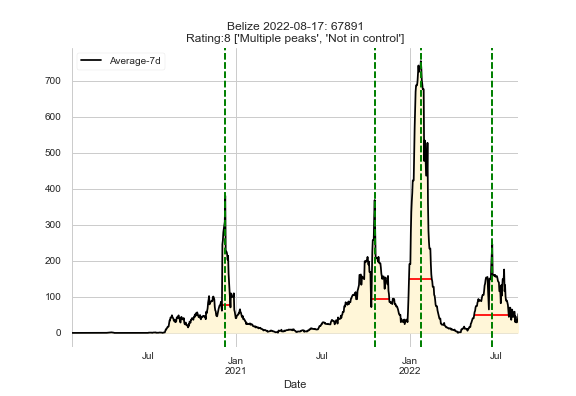 Belize 2022-08-17: 67891
Rating:8 ['Multiple peaks', 'Not in control']
Average-7d
700
600
500
400
300
200
100
0
Jul
Jan
2021
Jul
Jan
2022
Jul
Date